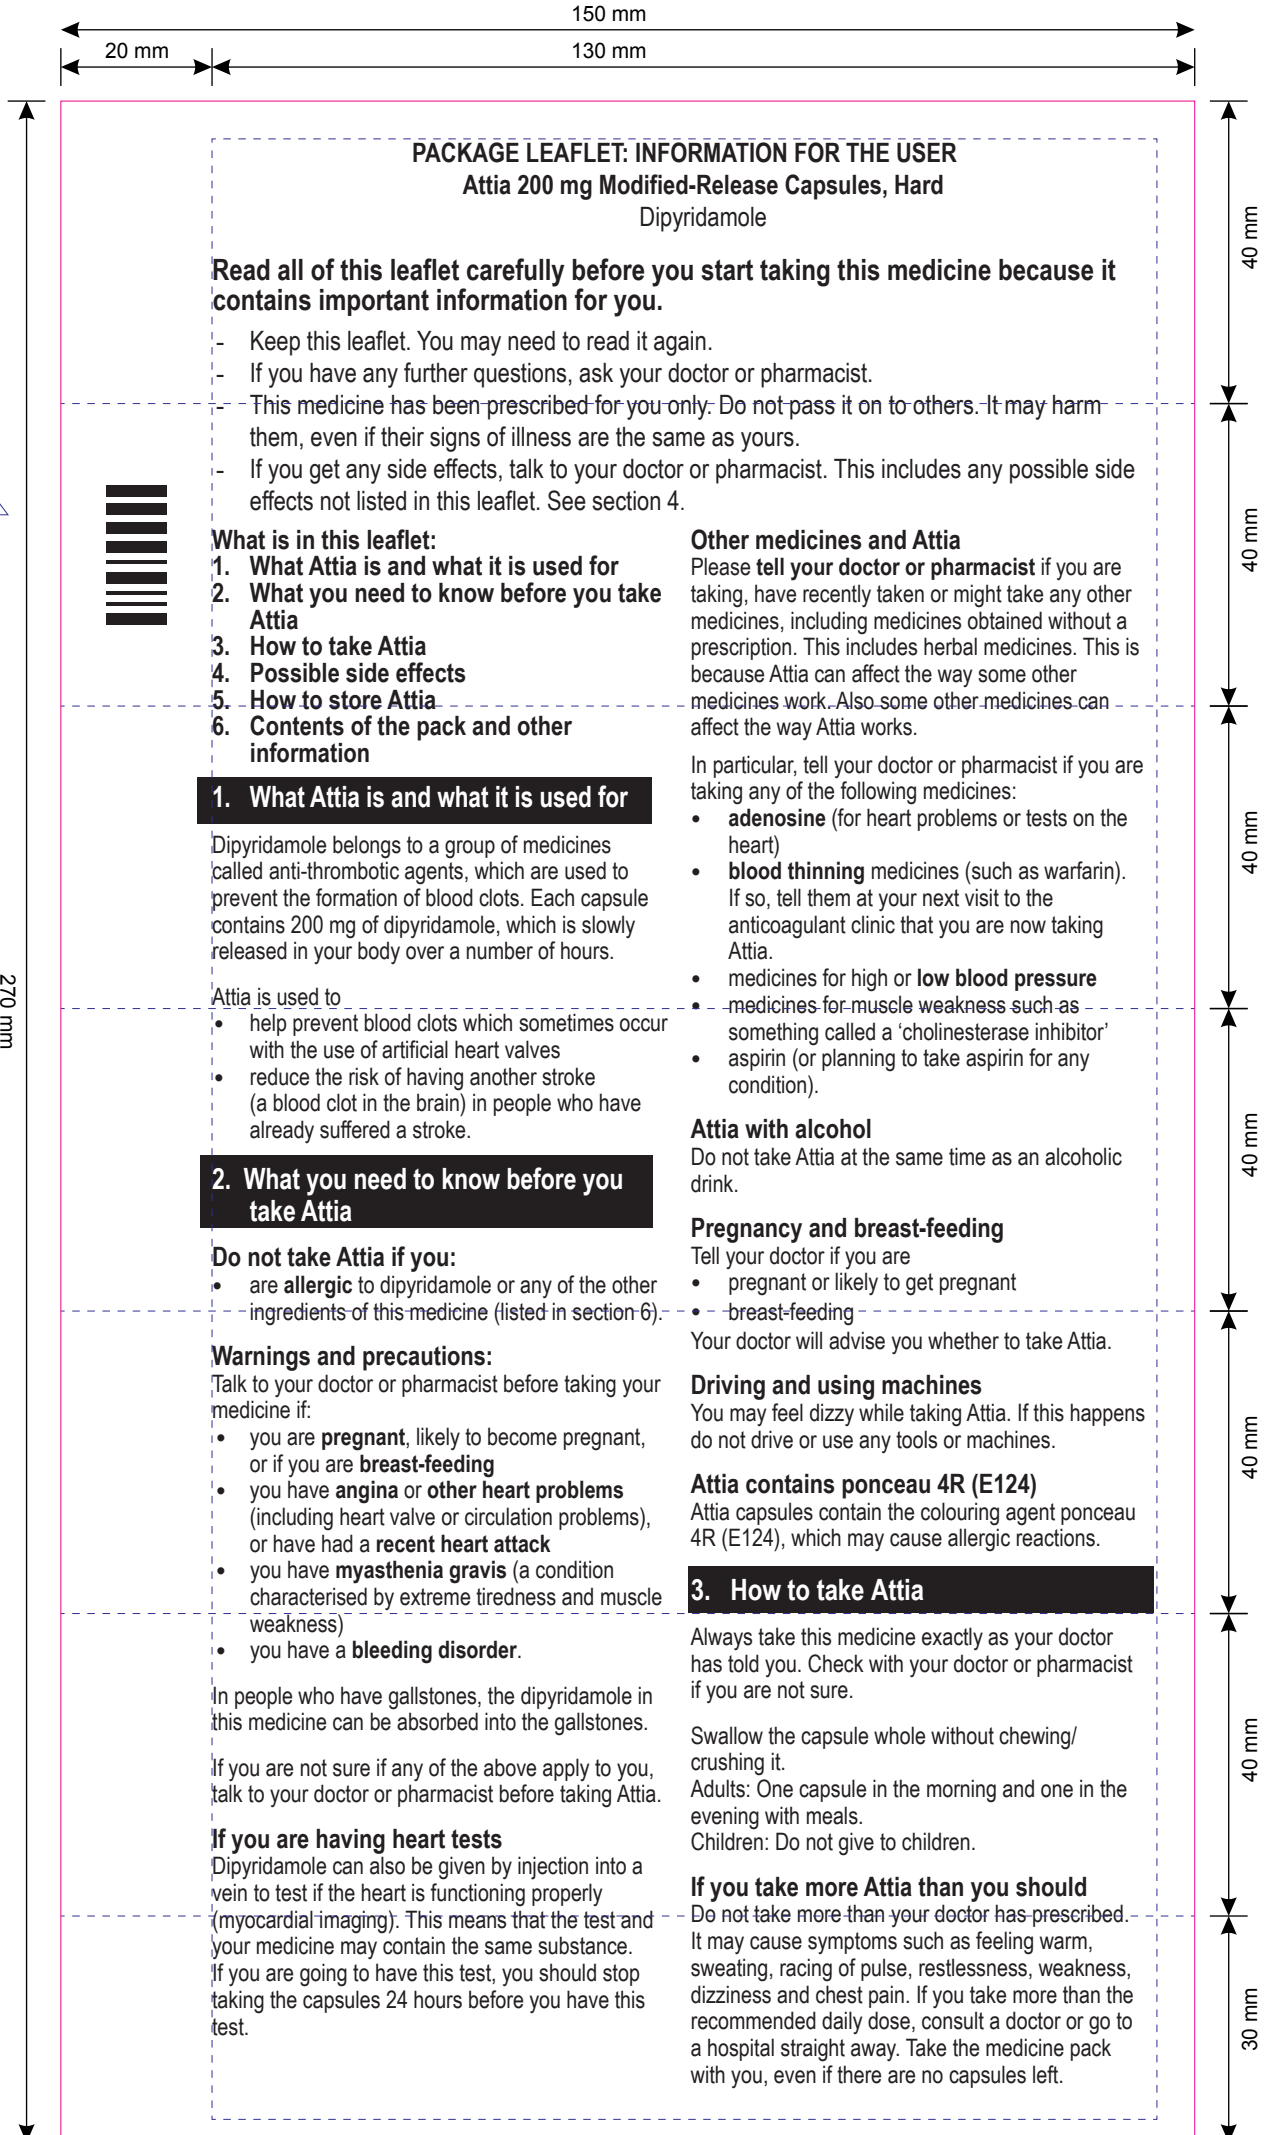 150 mm
20 mm
130 mm
PACKAGE LEAFLET: INFORMATION FOR THE USER
Attia 200 mg Modified-Release Capsules, Hard
Dipyridamole
Read all of this leaflet carefully before you start taking this medicine because it
contains important information for you.
- Keep this leaflet. You may need to read it again.
- If you have any further questions, ask your doctor or pharmacist.
- This medicine has been prescribed for you only. Do not pass it on to others. It may harm
them, even if their signs of illness are the same as yours.
- If you get any side effects, talk to your doctor or pharmacist. This includes any possible side
effects not listed in this leaflet. See section 4.
What is in this leaflet:
1. What Attia is and what it is used for
2. What you need to know before you take
Attia
3. How to take Attia
4. Possible side effects
5. How to store Attia
6. Contents of the pack and other
information
1. What Attia is and what it is used for
Dipyridamole belongs to a group of medicines
called anti-thrombotic agents, which are used to
prevent the formation of blood clots. Each capsule
contains 200 mg of dipyridamole, which is slowly
released in your body over a number of hours.
Attia is used to
• help prevent blood clots which sometimes occur
with the use of artificial heart valves
• reduce the risk of having another stroke
(a blood clot in the brain) in people who have
already suffered a stroke.
2. What you need to know before you
take Attia
Do not take Attia if you:
• are allergic to dipyridamole or any of the other
ingredients of this medicine (listed in section 6).
Warnings and precautions:
Talk to your doctor or pharmacist before taking your
medicine if:
• you are pregnant, likely to become pregnant,
or if you are breast-feeding
• you have angina or other heart problems
(including heart valve or circulation problems),
or have had a recent heart attack
• you have myasthenia gravis (a condition
characterised by extreme tiredness and muscle
weakness)
• you have a bleeding disorder.
In people who have gallstones, the dipyridamole in
this medicine can be absorbed into the gallstones.
If you are not sure if any of the above apply to you,
talk to your doctor or pharmacist before taking Attia.
If you are having heart tests
Dipyridamole can also be given by injection into a
vein to test if the heart is functioning properly
(myocardial imaging). This means that the test and
your medicine may contain the same substance.
If you are going to have this test, you should stop
taking the capsules 24 hours before you have this
test.
Other medicines and Attia
Please tell your doctor or pharmacist if you are
taking, have recently taken or might take any other
medicines, including medicines obtained without a
prescription. This includes herbal medicines. This is
because Attia can affect the way some other
medicines work. Also some other medicines can
affect the way Attia works.
In particular, tell your doctor or pharmacist if you are
taking any of the following medicines:
• adenosine (for heart problems or tests on the
heart)
• blood thinning medicines (such as warfarin).
If so, tell them at your next visit to the
anticoagulant clinic that you are now taking
Attia.
• medicines for high or low blood pressure
• medicines for muscle weakness such as
something called a ‘cholinesterase inhibitor’
• aspirin (or planning to take aspirin for any
condition).
Attia with alcohol
Do not take Attia at the same time as an alcoholic
drink.
Pregnancy and breast-feeding
Tell your doctor if you are
• pregnant or likely to get pregnant
• breast-feeding
Your doctor will advise you whether to take Attia.
Driving and using machines
You may feel dizzy while taking Attia. If this happens
do not drive or use any tools or machines.
Attia contains ponceau 4R (E124)
Attia capsules contain the colouring agent ponceau
4R (E124), which may cause allergic reactions.
3. How to take Attia
Always take this medicine exactly as your doctor
has told you. Check with your doctor or pharmacist
if you are not sure.
Swallow the capsule whole without chewing/
crushing it.
Adults: One capsule in the morning and one in the
evening with meals.
Children: Do not give to children.
If you take more Attia than you should
Do not take more than your doctor has prescribed.
It may cause symptoms such as feeling warm,
sweating, racing of pulse, restlessness, weakness,
dizziness and chest pain. If you take more than the
recommended daily dose, consult a doctor or go to
a hospital straight away. Take the medicine pack
with you, even if there are no capsules left.
270 mm
40 mm
40 mm
40 mm
40 mm
40 mm
40 mm
30 mm